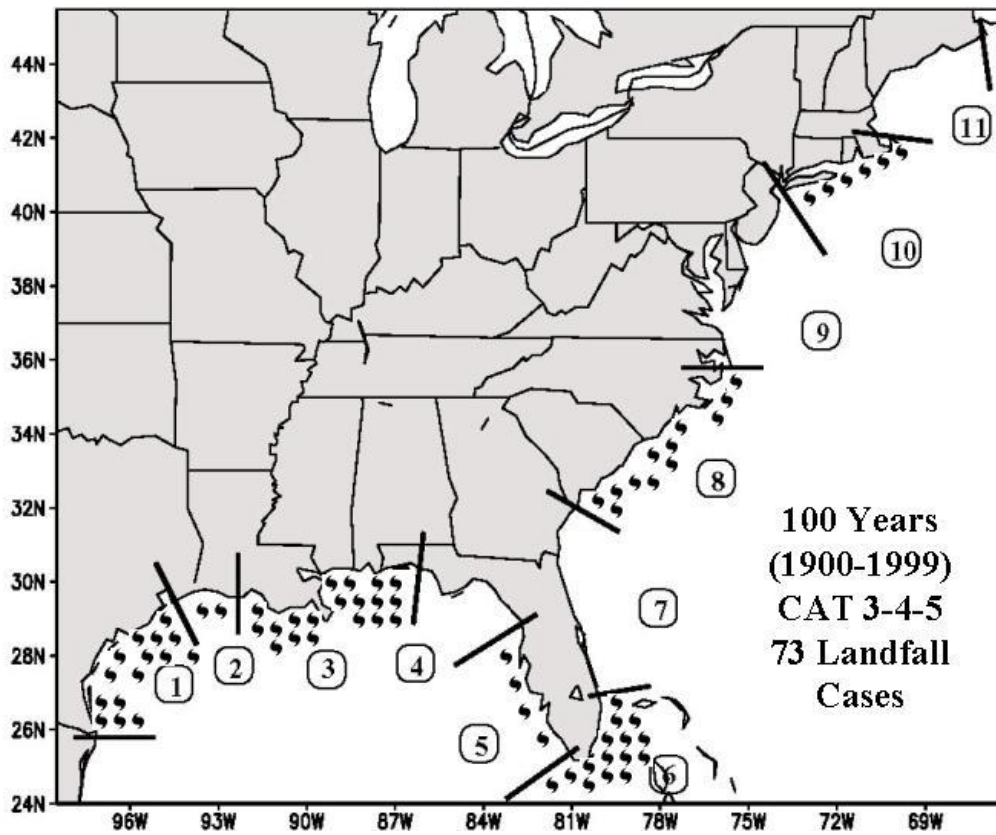 44N
42N
40N
38N
36N
34N
32N
30N
28N
26N
24N
96W
93W
90W
87W
84W
81W
78W
75W
72W
69W
11
10
9
8
7
1
2
3
4
5
6
100 Years
(1900-1999)
CAT 3-4-5
73 Landfall
Cases